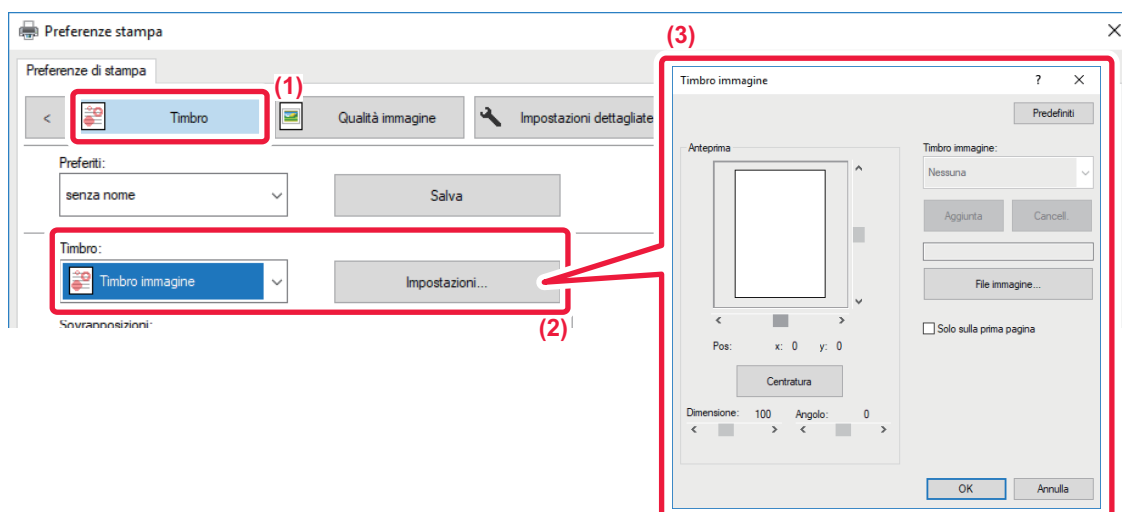 Preferenze stampa
Preferenze di stampa
(1)
<
Timbro
Qualità immagine
Impostazioni dettagliate
Preferiti:
senza nome
Salva
Timbro:
Timbro immagine
Impostazioni...
(2)
Sovrapposizioni:
(3)
Timbro immagine
?
Predefiniti
Anteprima
Timbro immagine:
Nessuna
Aggiunta
Cancell.
File immagine...
Solo sulla prima pagina
Pos: x: 0 y: 0
Centratura
Dimensione: 100 Angolo: 0
< > < >
OK
Annulla